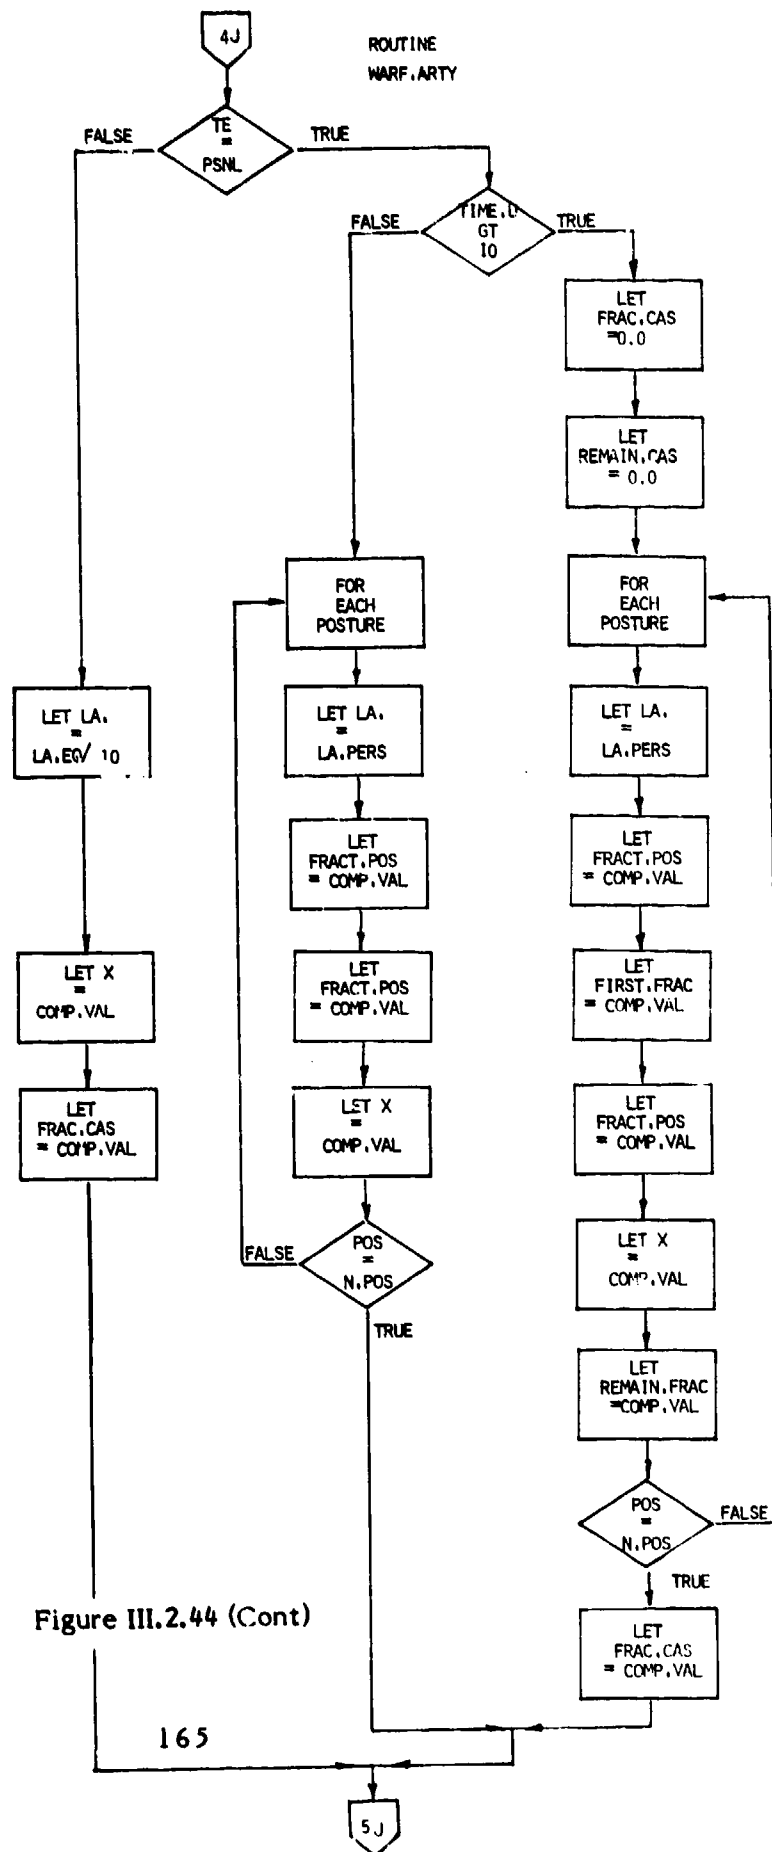 4J
ROUTINE
WARF.ARTY
FALSE
TE
=
PSNL
TRUE
FALSE
TIME.U
GT
10
TRUE
LET
FRAC.CAS
=0.0
LET
REMAIN.CAS
= 0.0
FOR
EACH
POSTURE
FOR
EACH
POSTURE
LET LA.
=
LA.EQ/ 10
LET LA.
=
LA.PERS
LET LA.
=
LA.PERS
LET
FRACT.POS
= COMP.VAL
LET
FRACT.POS
= COMP.VAL
LET X
=
COMP.VAL
LET
FRACT.POS
= COMP.VAL
LET
FIRST.FRAC
= COMP.VAL
LET
FRAC.CAS
= COMP.VAL
LET X
=
COMP.VAL
LET
FRACT.POS
= COMP.VAL
FALSE
POS
=
N.POS
TRUE
LET X
=
COMP.VAL
LET
REMAIN.FRAC
=COMP.VAL
POS
=
N.POS
FALSE
TRUE
Figure III.2.44 (Cont)
LET
FRAC.CAS
= COMP.VAL
165
5J